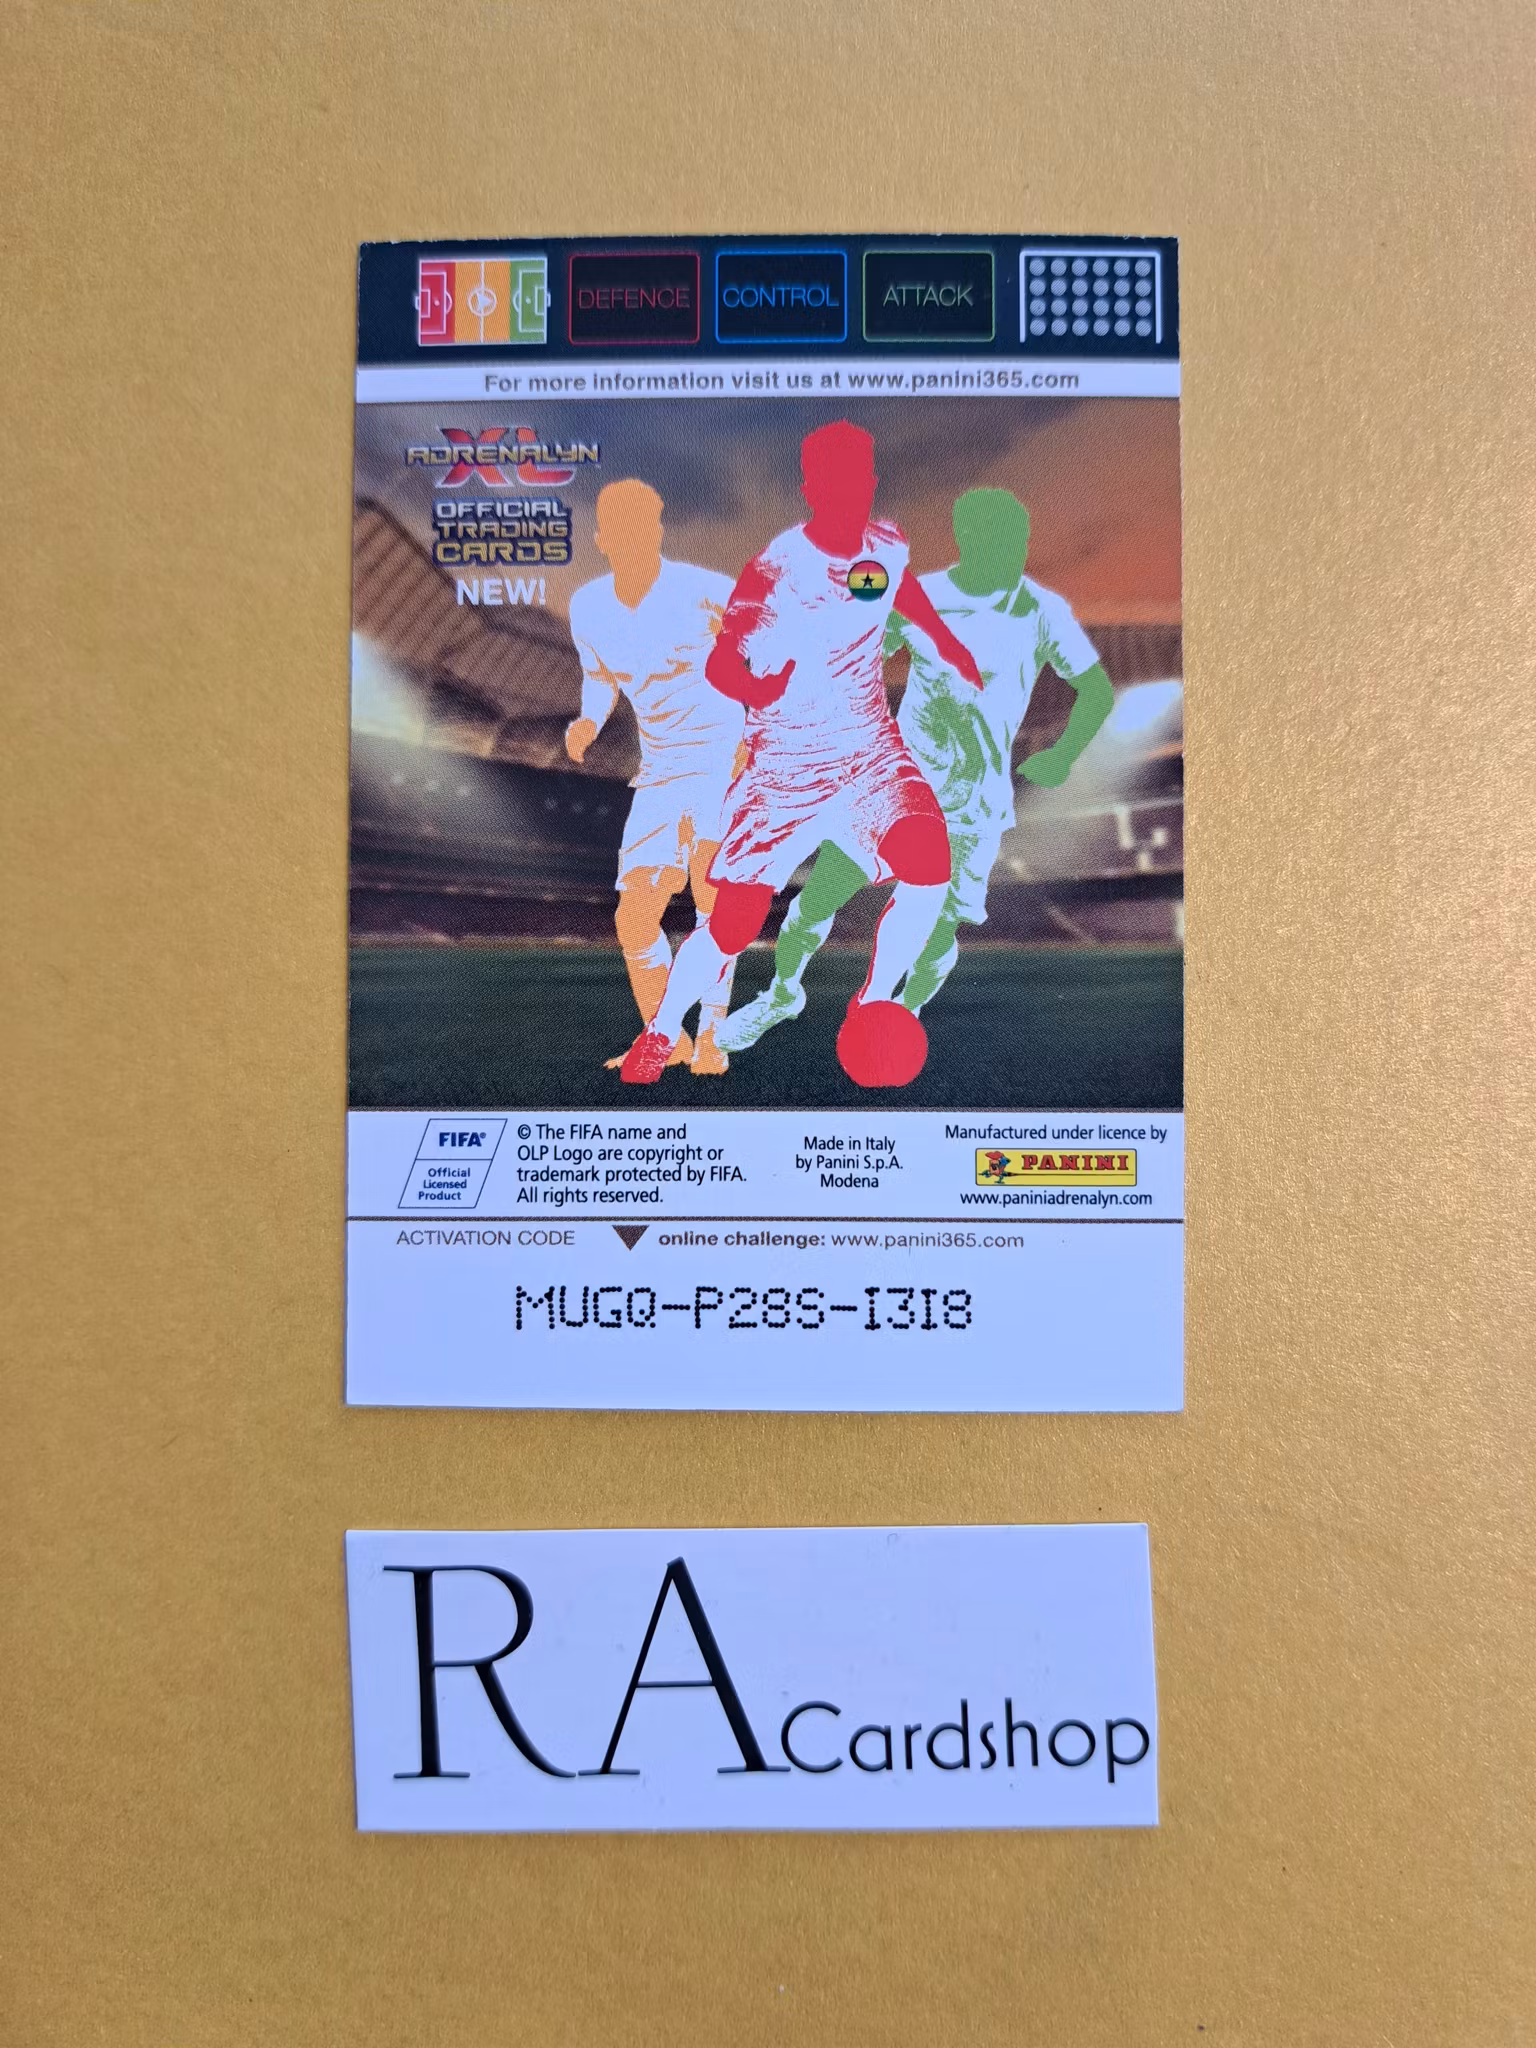 DEFENCE CONTROL ATTACK
For more information visit us at www.panini365.com
ADRENALYN
XL
OFFICIAL
TRADING
CARDS
NEW!
FIFA®
Official
Licensed
Product
© The FIFA name and
OLP Logo are copyright or
trademark protected by FIFA.
All rights reserved.
Made in Italy
by Panini S.p.A.
Modena
Manufactured under licence by
PANINI
www.paniniadrenalyn.com
ACTIVATION CODE online challenge: www.panini365.com
MUGQ-P28S-I3I8
RA Cardshop